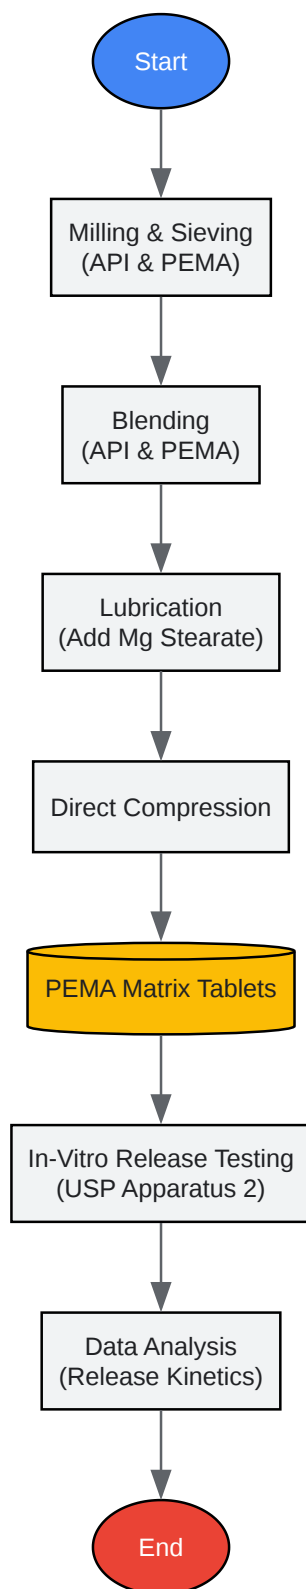 Start
Milling & Sieving
(API & PEMA)
Blending
(API & PEMA)
Lubrication
(Add Mg Stearate)
Direct Compression
PEMA Matrix Tablets
In-Vitro Release Testing
(USP Apparatus 2)
Data Analysis
(Release Kinetics)
End